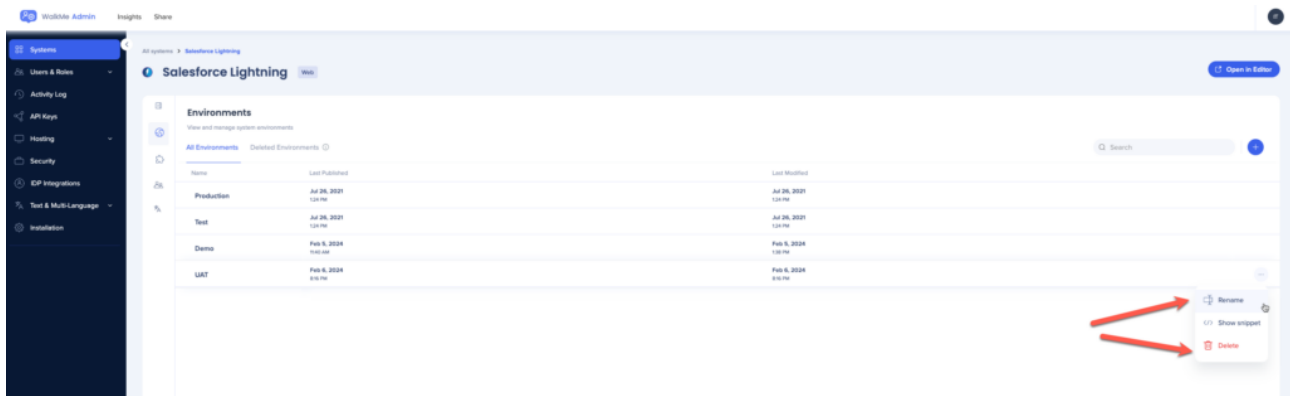 WalkMe Admin Insights Share
Systems
Users & Roles
Activity Log
API Keys
Hosting
Security
IDP Integrations
Text & Multi-Language
Installation
All systems > Salesforce Lightning
Salesforce Lightning Web
Open in Editor
Environments
View and manage system environments
All Environments Deleted Environments
Search
Name Last Published Last Modified
Production Jul 26, 2021 Jul 26, 2021
1:24 PM 1:24 PM
Test Jul 26, 2021 Jul 26, 2021
1:24 PM 1:24 PM
Demo Feb 5, 2024 Feb 5, 2024
11:45 AM 1:38 PM
UAT Feb 6, 2024 Feb 6, 2024
8:16 PM 8:16 PM
Rename
Show snippet
Delete